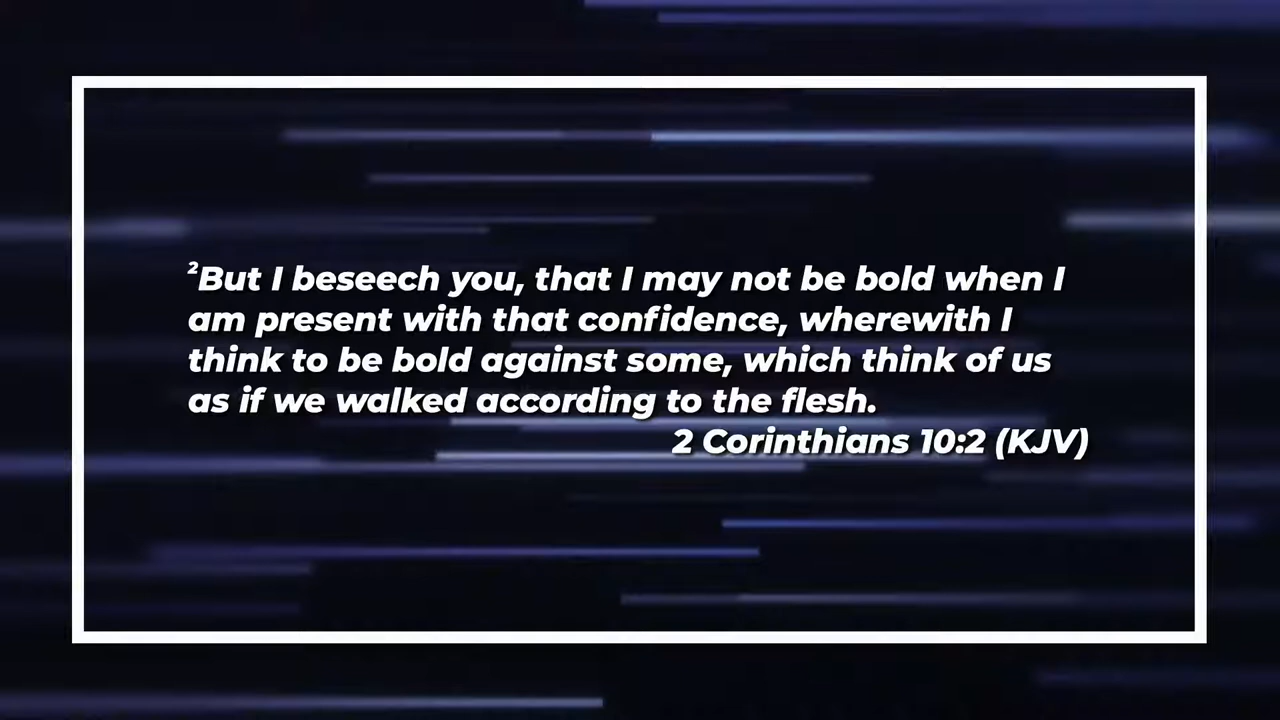 ²But I beseech you, that I may not be bold when I
am present with that confidence, wherewith I
think to be bold against some, which think of us
as if we walked according to the flesh.
2 Corinthians 10:2 (KJV)